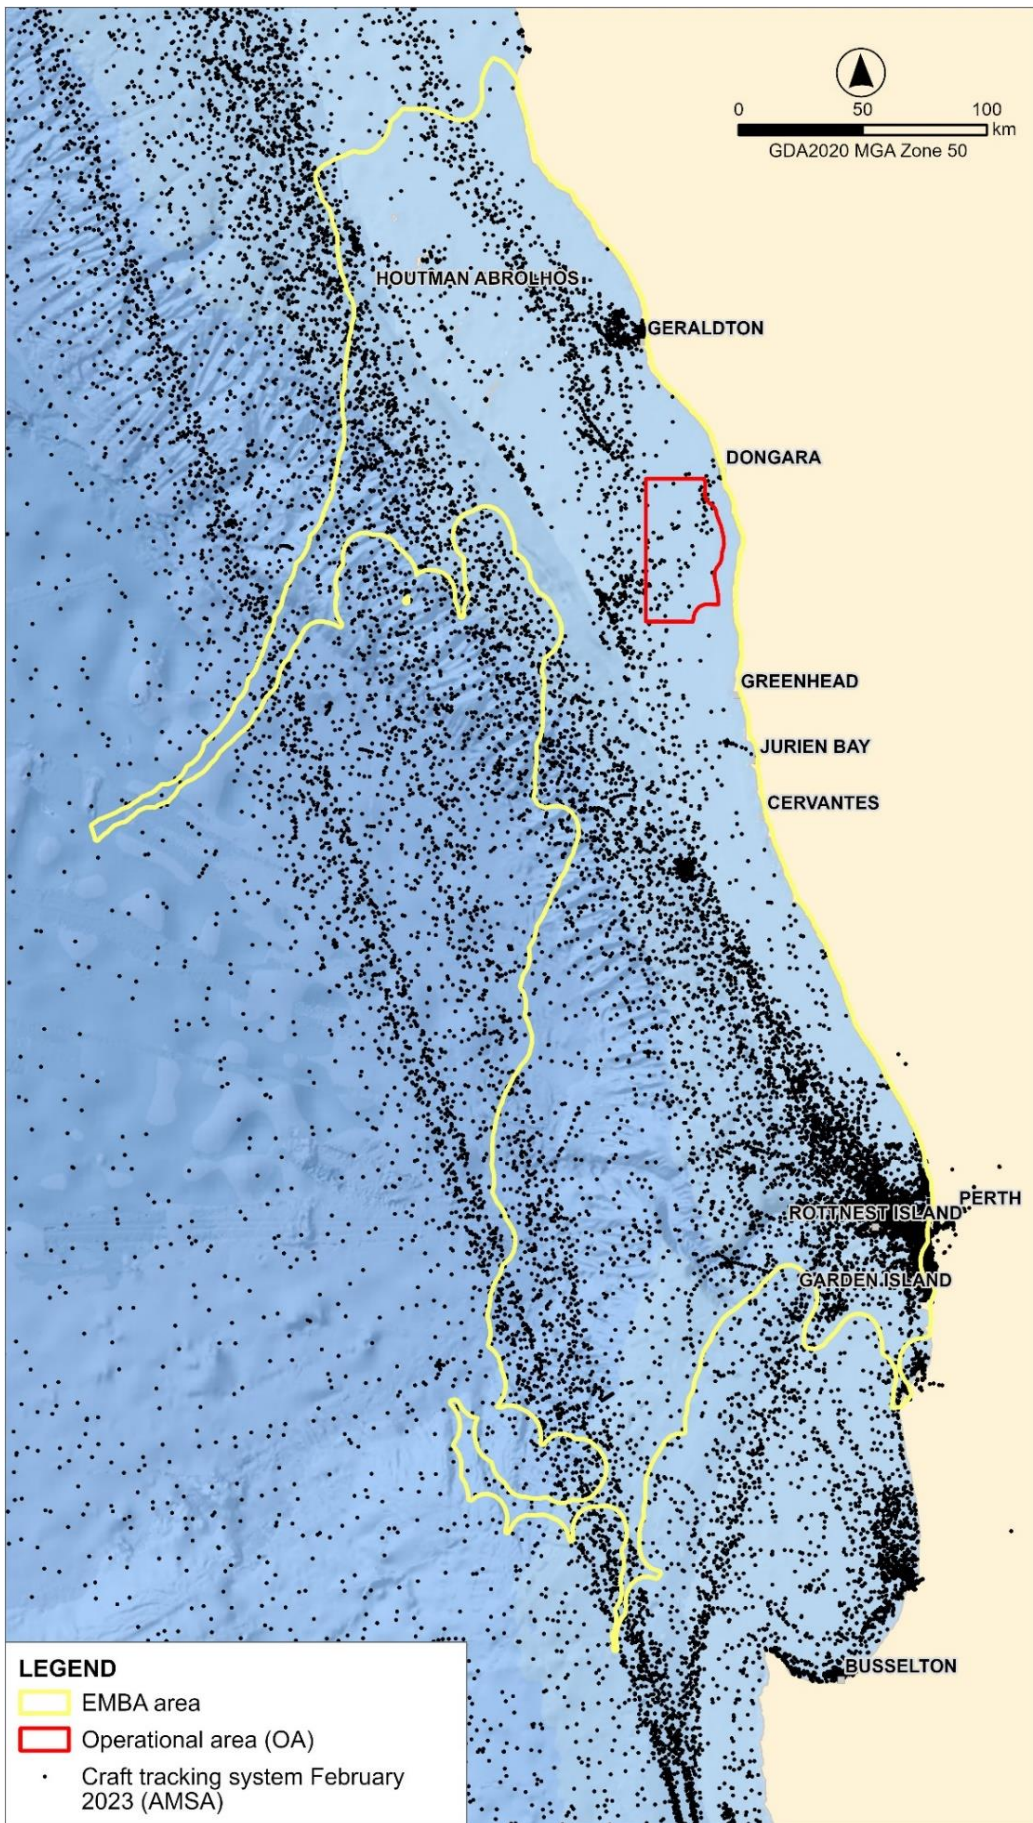 0
50
100
km
GDA2020 MGA Zone 50
HOUTMAN ABROLHOS
GERALDTON
DONGARA
GREENHEAD
JURIEN BAY
CERVANTES
PERTH
ROTTNEST ISLAND
GARDEN ISLAND
BUSSELTON
LEGEND
EMBA area
Operational area (OA)
Craft tracking system February
2023 (AMSA)